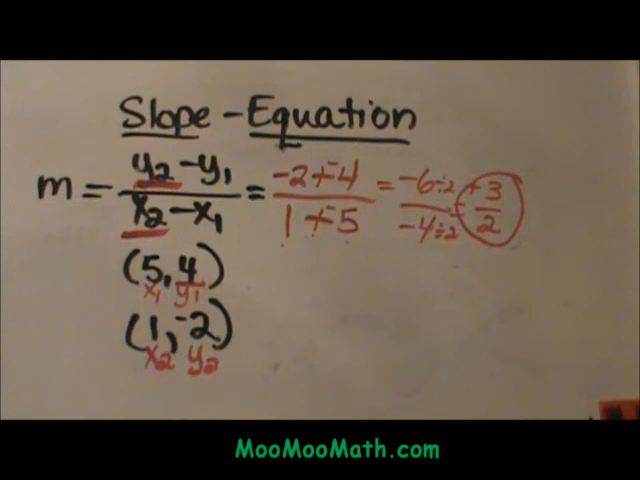 Slope - Equation
m = y₂ - y₁ / x₂ - x₁ = -2 + -4 / 1 + -5 = -6 ÷ 2 / -4 ÷ 2 = + 3 / 2
(5, 4)
x₁ y₁
(1, -2)
x₂ y₂
MooMooMath.com